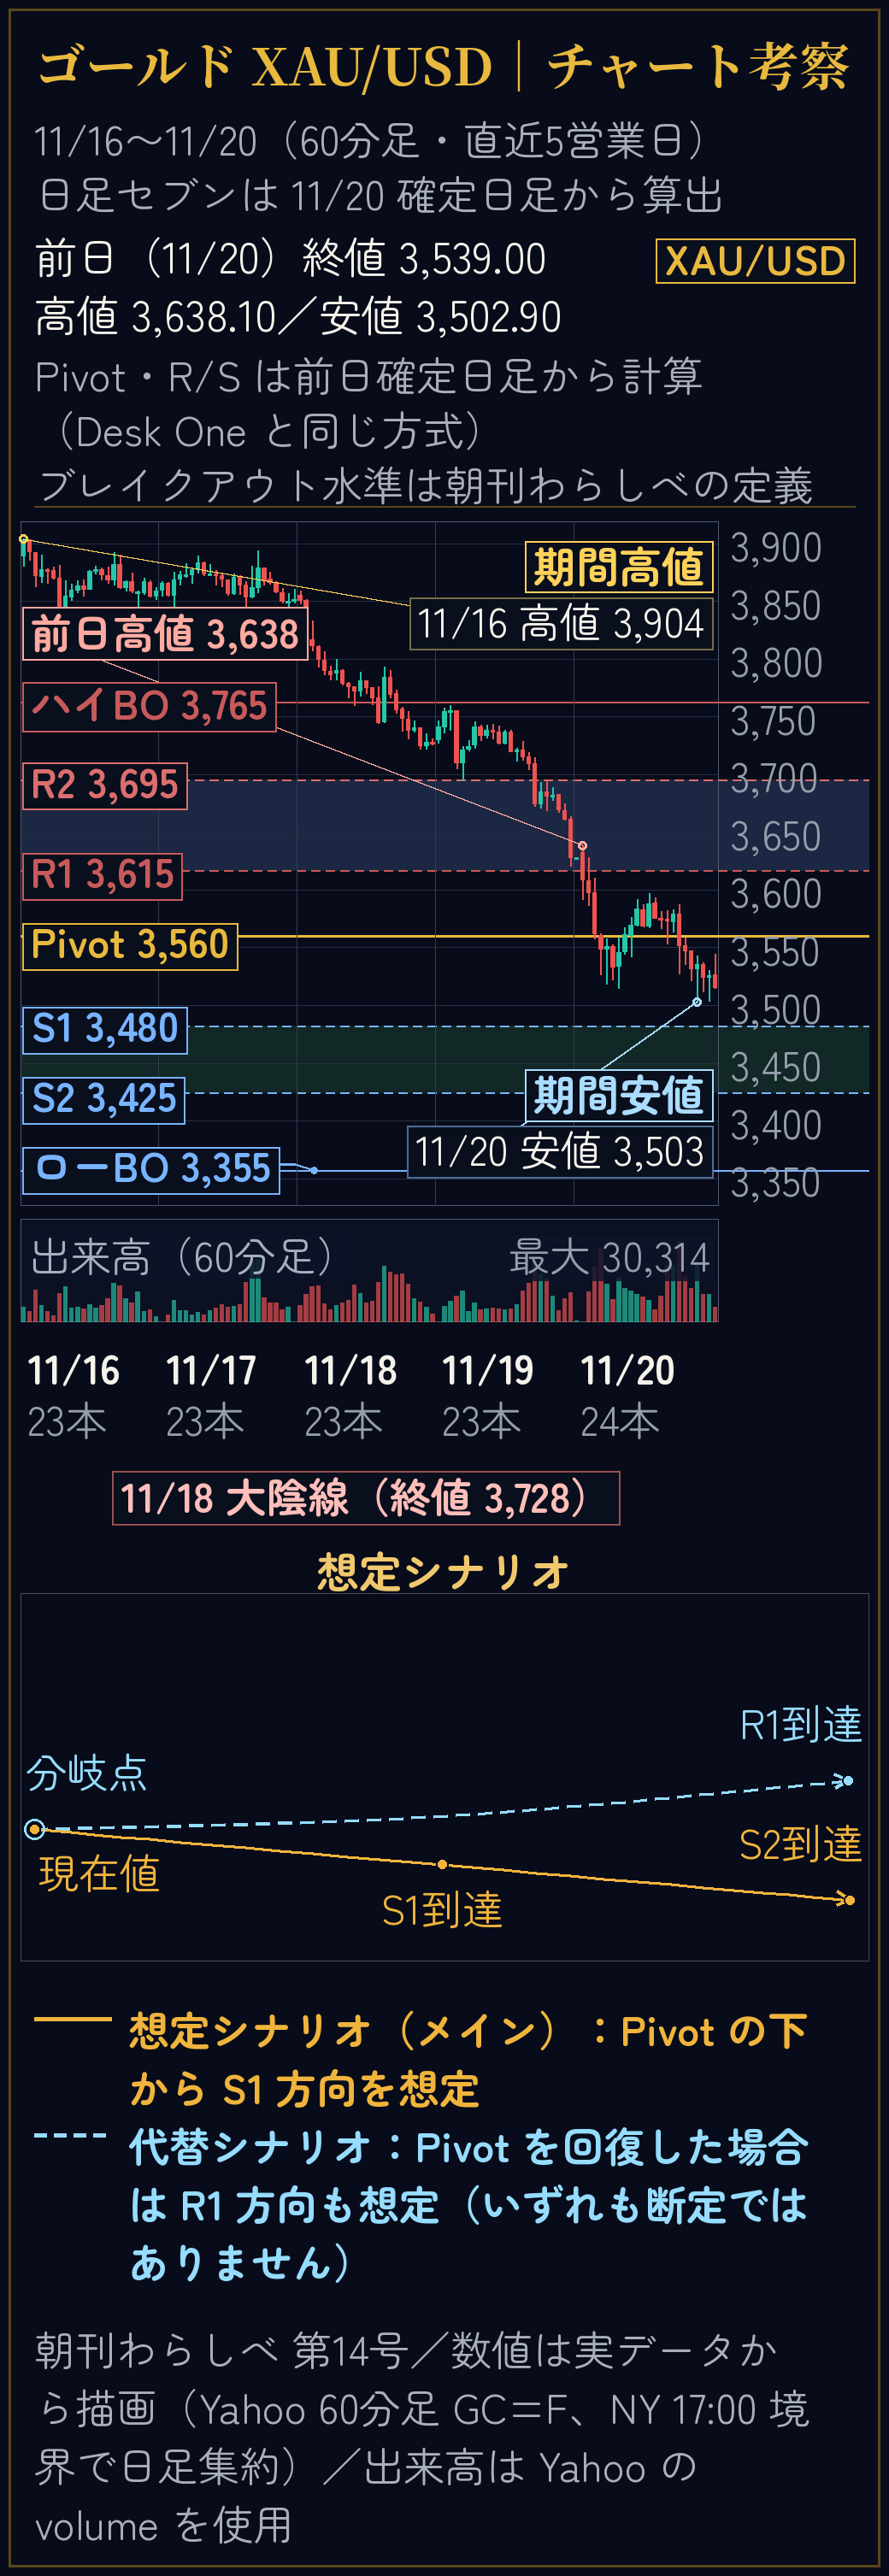 ゴールド XAU/USD｜チャート考察
11/16〜11/20（60分足・直近5営業日）
日足セブンは 11/20 確定日足から算出
前日（11/20）終値 3,539.00
XAU/USD
高値 3,638.10／安値 3,502.90
Pivot・R/S は前日確定日足から計算
（Desk One と同じ方式）
ブレイクアウト水準は朝刊わらしべの定義
期間高値
11/16 高値 3,904
前日高値 3,638
ハイBO 3,765
R2 3,695
R1 3,615
Pivot 3,560
S1 3,480
S2 3,425
ローBO 3,355
期間安値
11/20 安値 3,503
3,900
3,850
3,800
3,750
3,700
3,650
3,600
3,550
3,500
3,450
3,400
3,350
出来高（60分足）
最大 30,314
11/16 11/17 11/18 11/19 11/20
23本 23本 23本 23本 24本
11/18 大陰線（終値 3,728）
想定シナリオ
R1到達
分岐点
S2到達
現在値
S1到達
想定シナリオ（メイン）：Pivot の下
から S1 方向を想定
代替シナリオ：Pivot を回復した場合
は R1 方向も想定（いずれも断定では
ありません）
朝刊わらしべ 第14号／数値は実データか
ら描画（Yahoo 60分足 GC=F、NY 17:00 境
界で日足集約）／出来高は Yahoo の
volume を使用